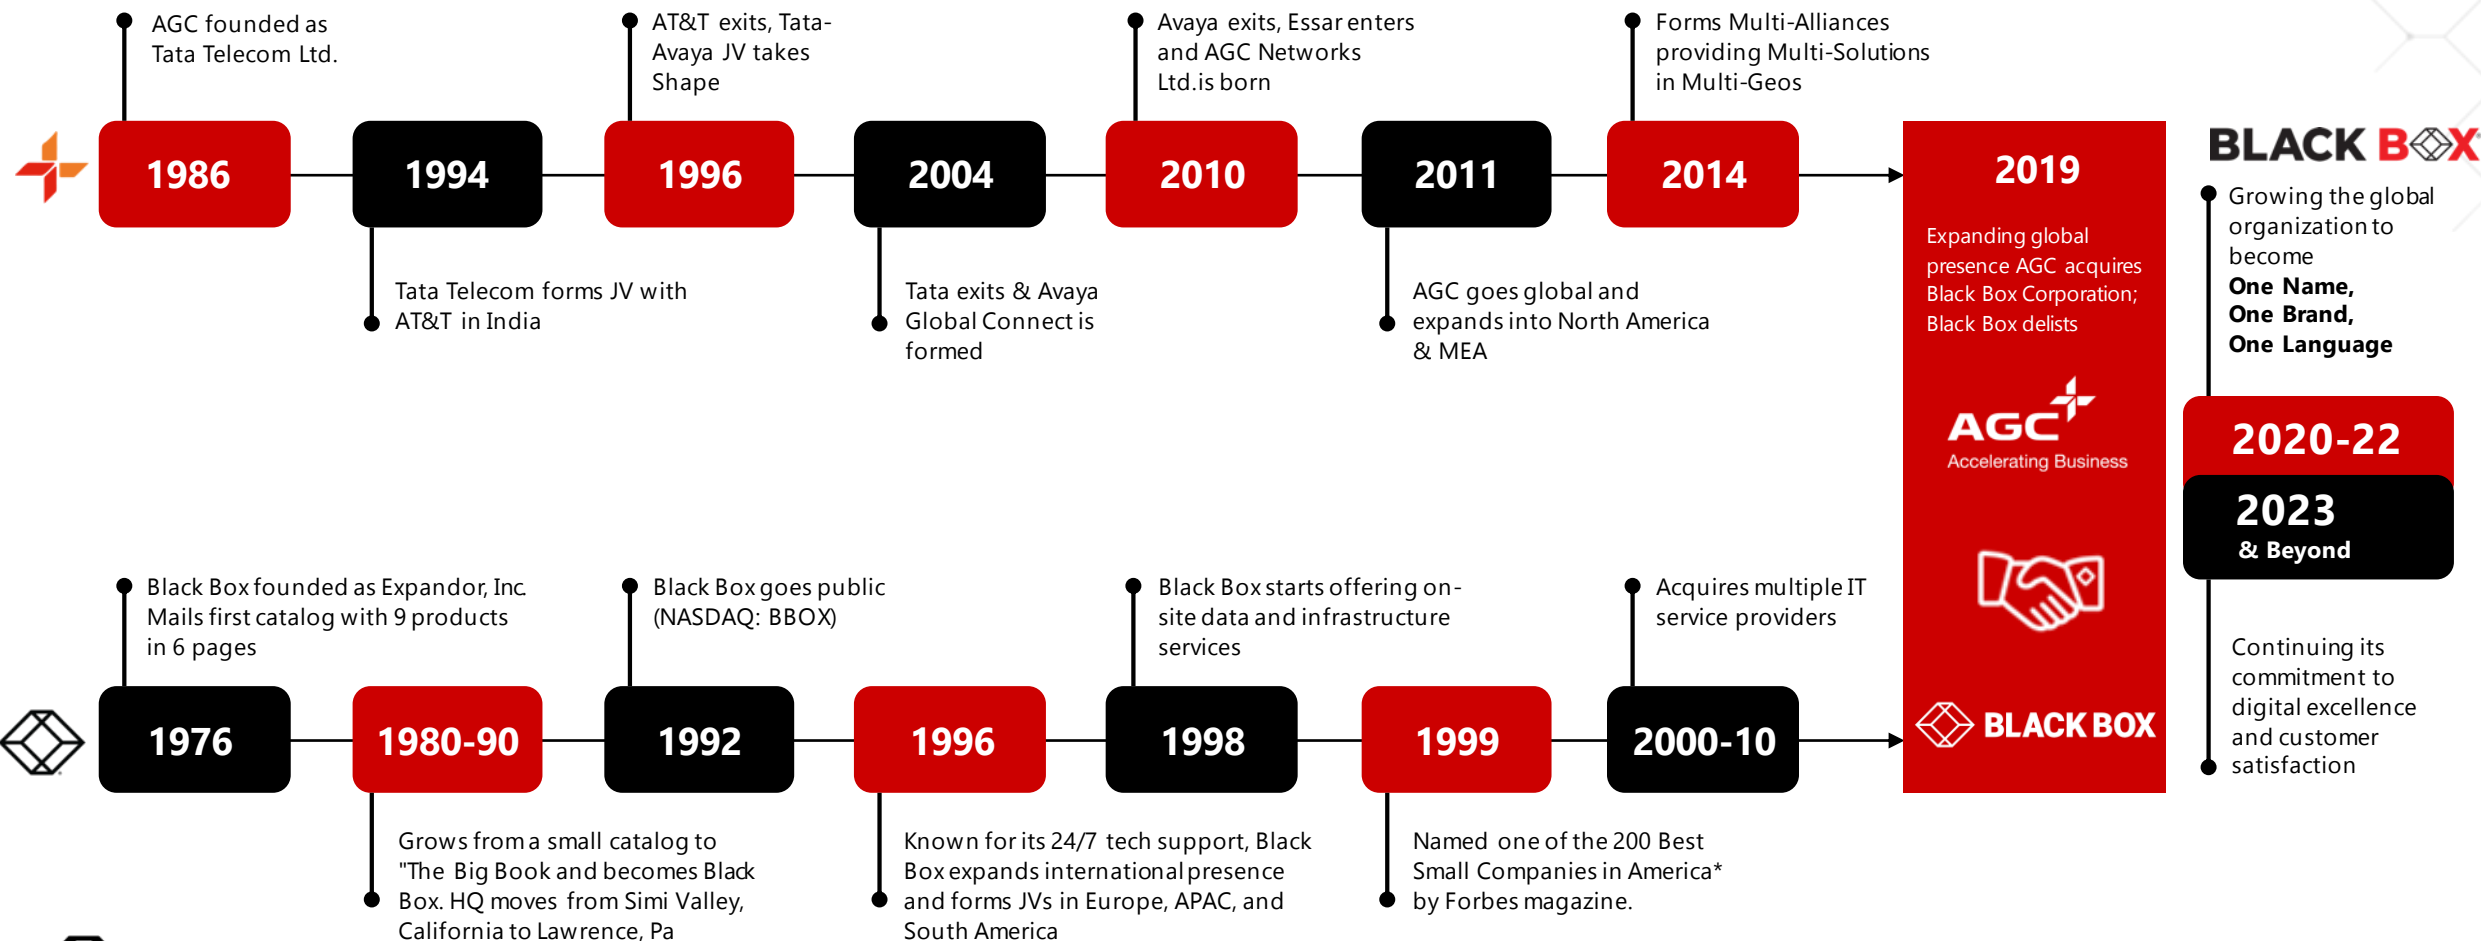 AGC founded as
Tata Telecom Ltd.
AT&T exits, Tata-
Avaya JV takes
Shape
Avaya exits, Essar enters
and AGC Networks
Ltd.is born
Forms Multi-Alliances
providing Multi-Solutions
in Multi-Geos
1986
1994
1996
2004
2010
2011
2014
Tata Telecom forms JV with
AT&T in India
Tata exits & Avaya
Global Connect is
formed
AGC goes global and
expands into North America
& MEA
2019
Expanding global
presence AGC acquires
Black Box Corporation;
Black Box delists
AGC
Accelerating Business
BLACK BOX
BLACK BOX
Growing the global
organization to
become
One Name,
One Brand,
One Language
2020-22
2023
& Beyond
Continuing its
commitment to
digital excellence
and customer
satisfaction
Black Box founded as Expandor, Inc.
Mails first catalog with 9 products
in 6 pages
Black Box goes public
(NASDAQ: BBOX)
Black Box starts offering on-
site data and infrastructure
services
Acquires multiple IT
service providers
1976
1980-90
1992
1996
1998
1999
2000-10
Grows from a small catalog to
"The Big Book and becomes Black
Box. HQ moves from Simi Valley,
California to Lawrence, Pa
Known for its 24/7 tech support, Black
Box expands international presence
and forms JVs in Europe, APAC, and
South America
Named one of the 200 Best
Small Companies in America*
by Forbes magazine.